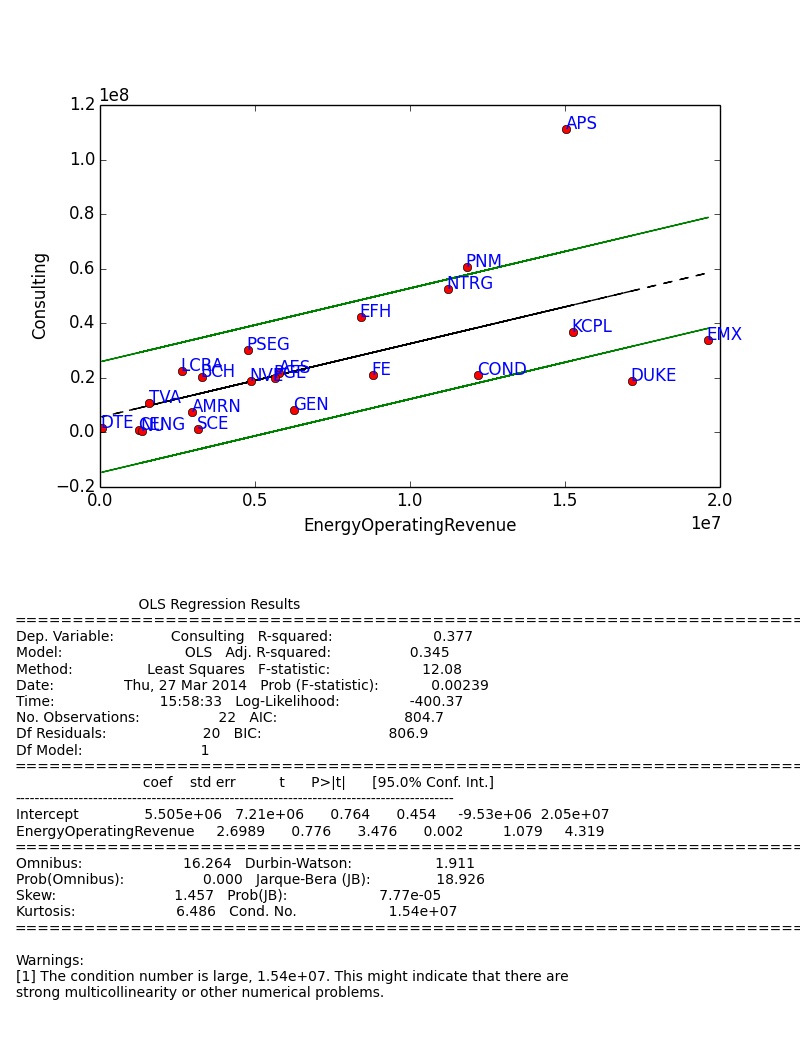 1e8
1.2
1.0
0.8
0.6
0.4
0.2
0.0
−0.2
Consulting
APS
PNM
NTRG
EFH
KCPL
EMX
PSEG
LCBA
NVE
AES
FE
COND
DUKE
TVA
AMRN
GEN
DTE
NENG
SCE
0.0 0.5 1.0 1.5 2.0
EnergyOperatingRevenue
1e7
OLS Regression Results
==============================================================================
Dep. Variable: Consulting R-squared: 0.377
Model: OLS Adj. R-squared: 0.345
Method: Least Squares F-statistic: 12.08
Date: Thu, 27 Mar 2014 Prob (F-statistic): 0.00239
Time: 15:58:33 Log-Likelihood: -400.37
No. Observations: 22 AIC: 804.7
Df Residuals: 20 BIC: 806.9
Df Model: 1
==============================================================================
coef std err t P>|t| [95.0% Conf. Int.]
------------------------------------------------------------------------------------------
Intercept 5.505e+06 7.21e+06 0.764 0.454 -9.53e+06 2.05e+07
EnergyOperatingRevenue 2.6989 0.776 3.476 0.002 1.079 4.319
==============================================================================
Omnibus: 16.264 Durbin-Watson: 1.911
Prob(Omnibus): 0.000 Jarque-Bera (JB): 18.926
Skew: 1.457 Prob(JB): 7.77e-05
Kurtosis: 6.486 Cond. No. 1.54e+07
==============================================================================
Warnings:
[1] The condition number is large, 1.54e+07. This might indicate that there are
strong multicollinearity or other numerical problems.